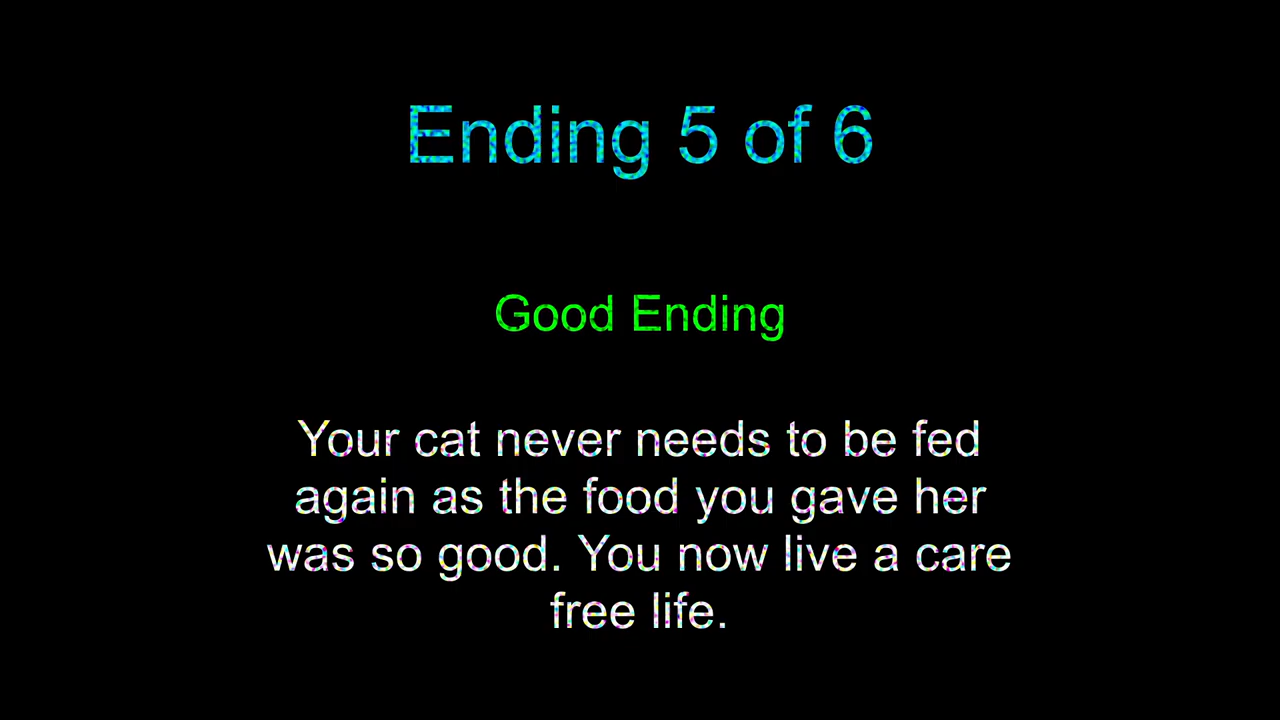 Ending 5 of 6
Good Ending
Your cat never needs to be fed
again as the food you gave her
was so good. You now live a care
free life.